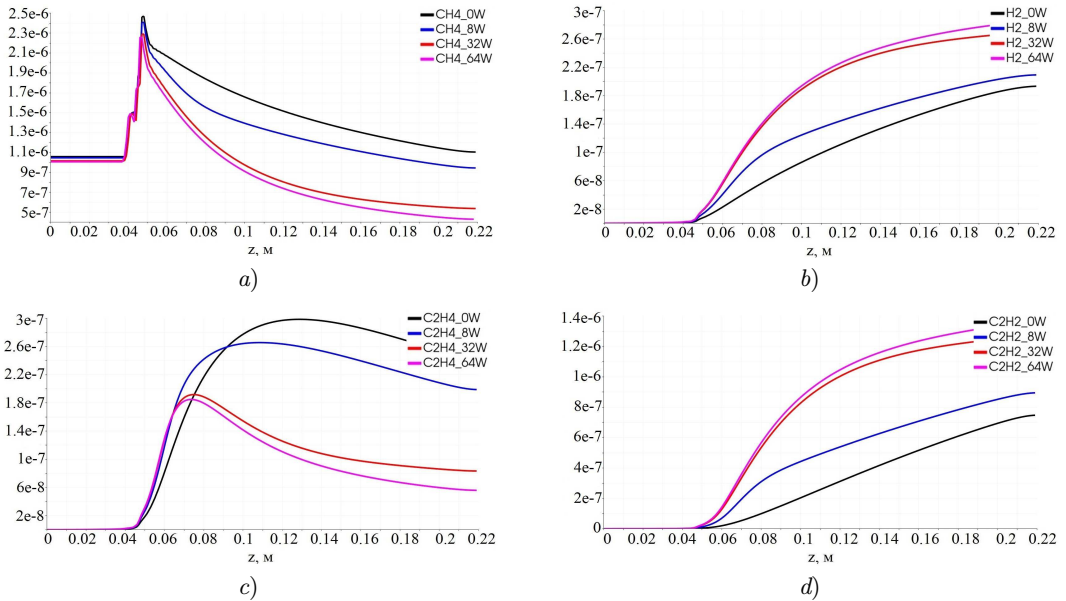 2.5e-6
2.3e-6
2.1e-6
1.9e-6
1.5e-6
1.3e-6
1.1e-6
9e-7
7e-7
5e-7
0 0.02 0.04 0.06 0.08 0.1 0.12 0.14 0.16 0.18 0.2 0.22
z, м
CH4_0W
CH4_8W
CH4_32W
CH4_64W
a)
3e-7
2.6e-7
2.2e-7
1.8e-7
1.4e-7
1e-7
6e-8
2e-8
0 0.02 0.04 0.06 0.08 0.10 0.12 0.14 0.16 0.18 0.20 0.22
z, м
H2_0W
H2_8W
H2_32W
H2_64W
b)
3e-7
2.6e-7
2.2e-7
1.8e-7
1.4e-7
1e-7
6e-8
2e-8
0 0.02 0.04 0.06 0.08 0.10 0.12 0.14 0.16 0.18 0.20 0.22
z, м
C2H4_0W
C2H4_8W
C2H4_32W
C2H4_64W
c)
1.4e-6
1.2e-6
1e-6
8e-7
6e-7
4e-7
2e-7
0
0 0.02 0.04 0.06 0.08 0.10 0.12 0.14 0.16 0.18 0.20 0.22
z, м
C2H2_0W
C2H2_8W
C2H2_32W
C2H2_64W
d)